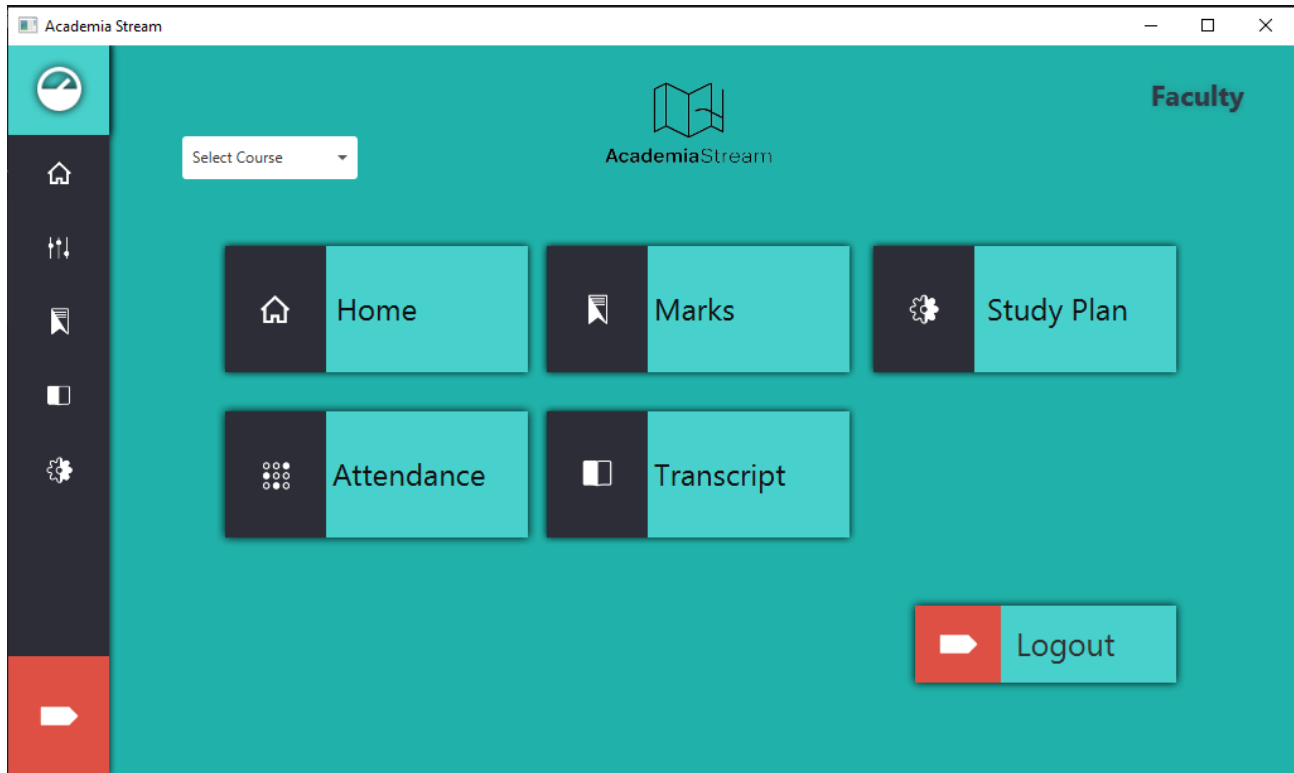 Academia Stream
Faculty
Select Course
AcademiaStream
Home
Marks
Study Plan
Attendance
Transcript
Logout